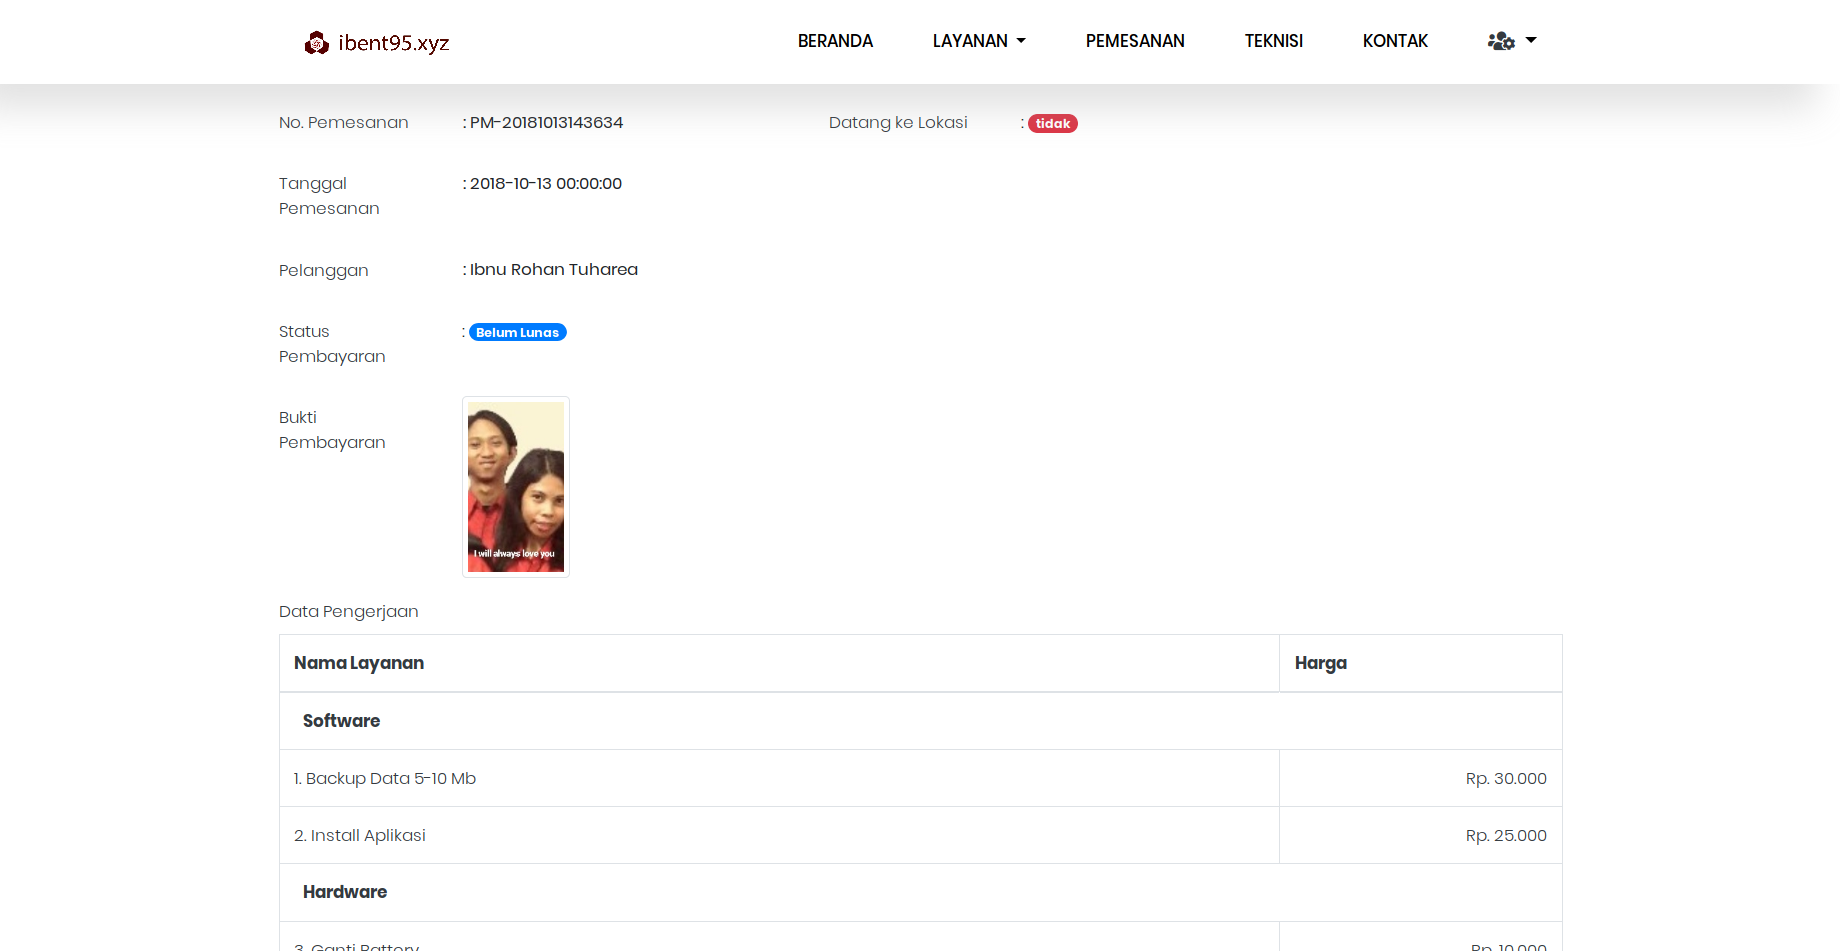 ibent95.xyz
BERANDA
LAYANAN
PEMESANAN
TEKNISI
KONTAK
No. Pemesanan : PM-20181013143634
Datang ke Lokasi : tidak
Tanggal Pemesanan : 2018-10-13 00:00:00
Pelanggan : Ibnu Rohan Tuharea
Status Pembayaran : Belum Lunas
Bukti Pembayaran
I will always love you
Data Pengerjaan
Nama Layanan Harga
Software
1. Backup Data 5-10 Mb Rp. 30.000
2. Install Aplikasi Rp. 25.000
Hardware
3. Ganti Battery Rp. 10.000